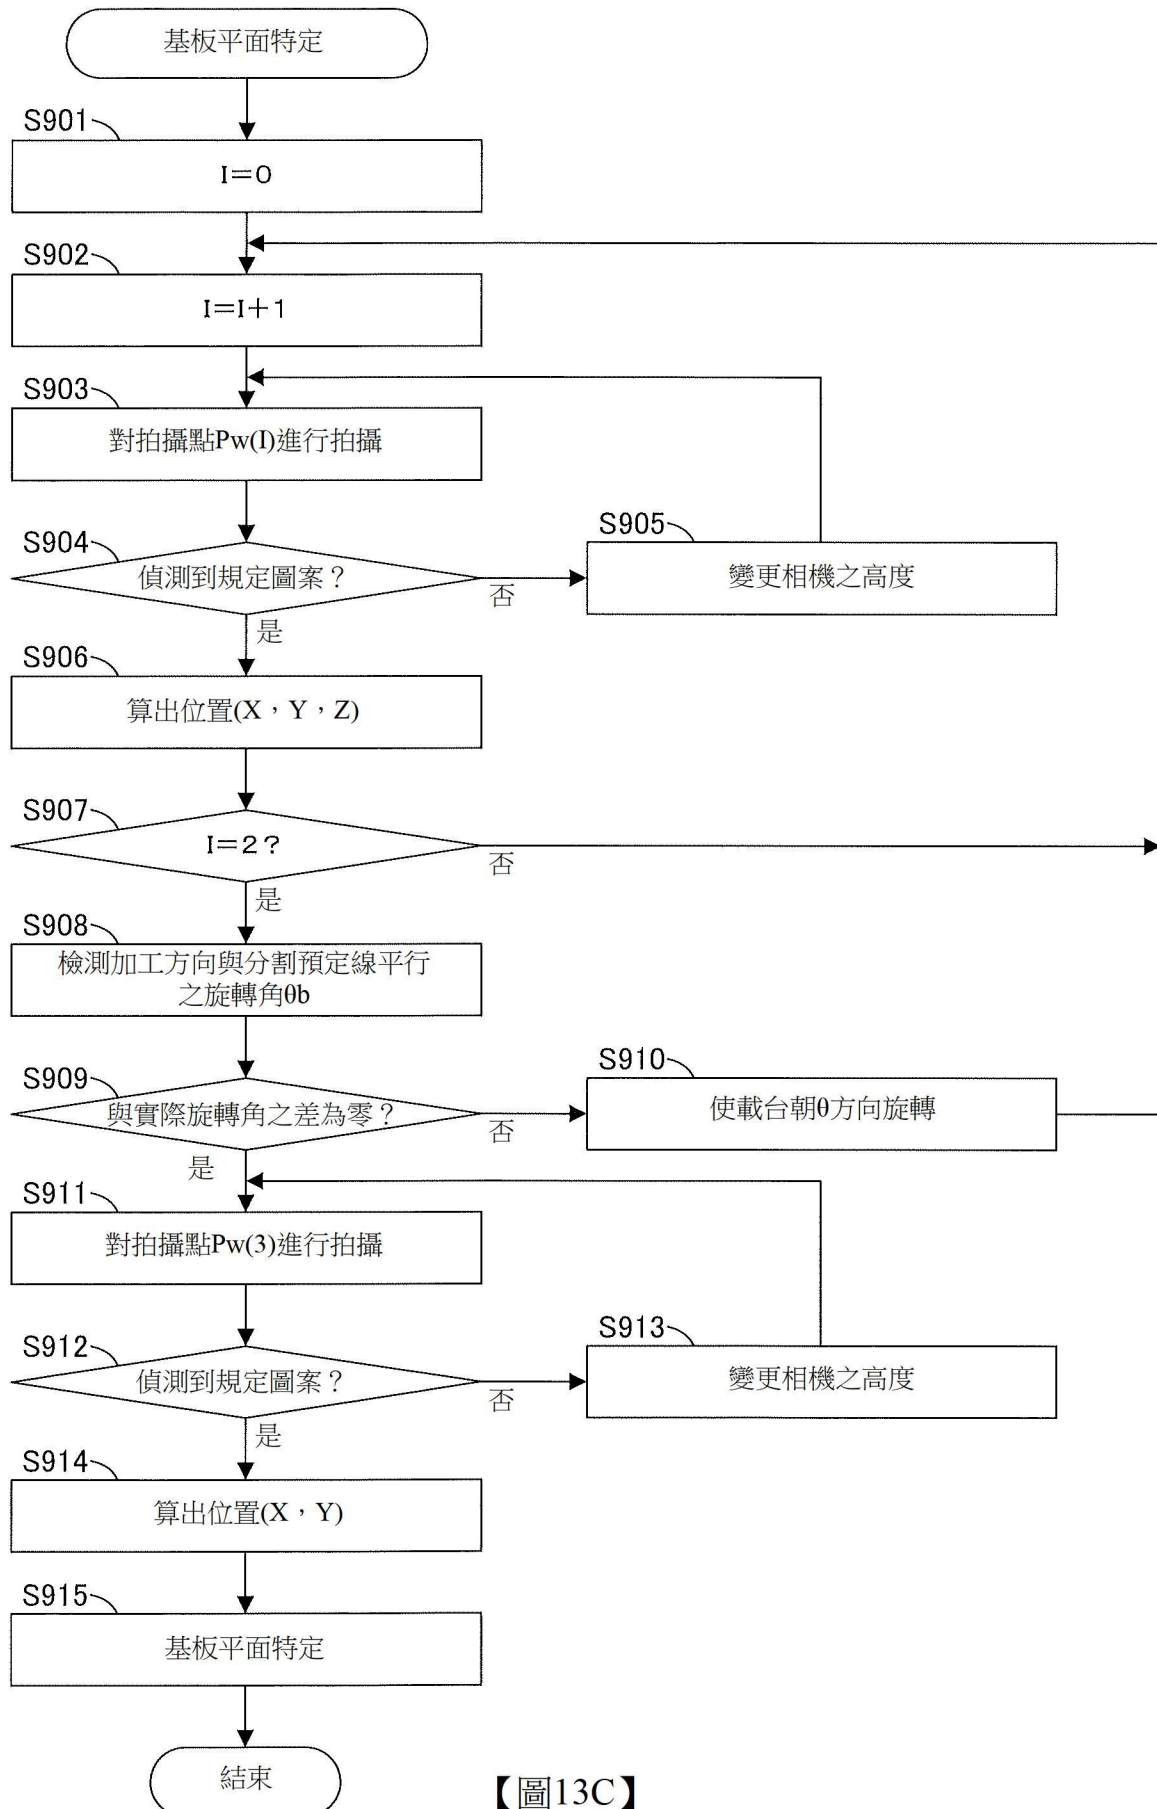 基板平面特定
S901
I=0
S902
I=I+1
S903
對拍攝點Pw(I)進行拍攝
S904
偵測到規定圖案？
否
是
S905
變更相機之高度
S906
算出位置(X，Y，Z)
S907
I=2？
否
是
S908
檢測加工方向與分割預定線平行
之旋轉角θb
S909
與實際旋轉角之差為零？
否
是
S910
使載台朝θ方向旋轉
S911
對拍攝點Pw(3)進行拍攝
S912
偵測到規定圖案？
否
是
S913
變更相機之高度
S914
算出位置(X，Y)
S915
基板平面特定
結束
【圖13C】